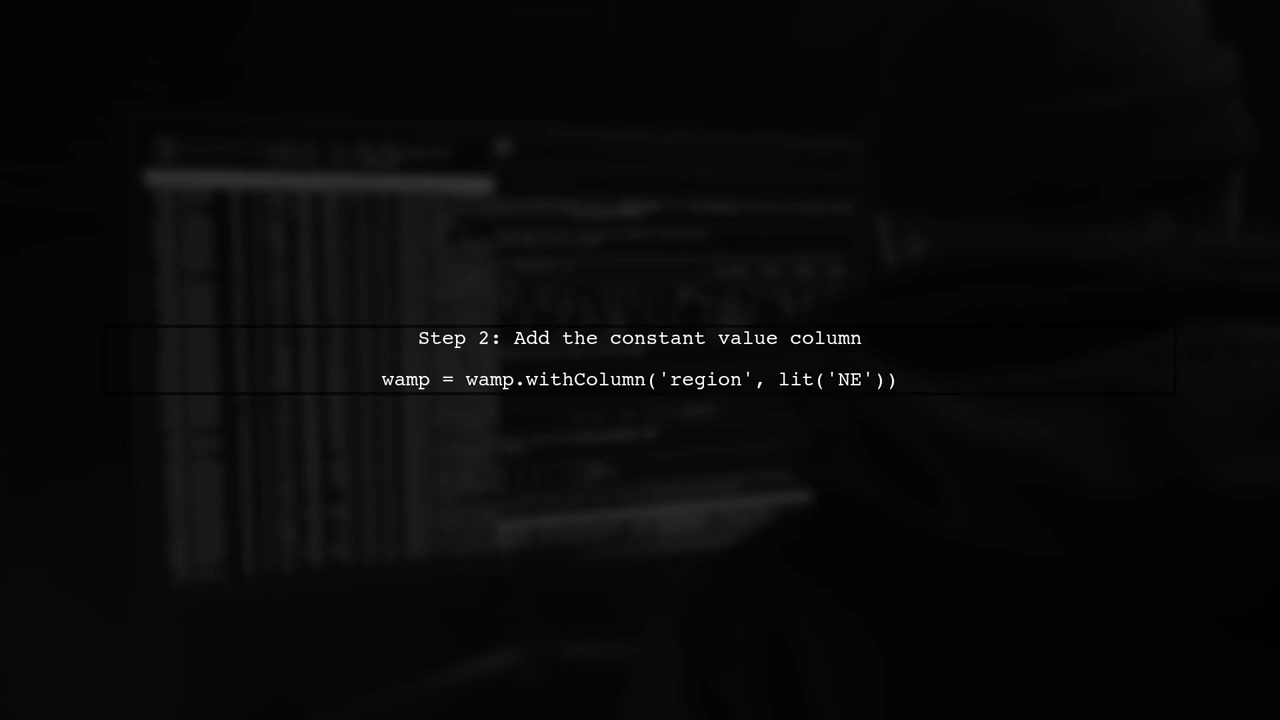 Step 2: Add the constant value column
wamp = wamp.withColumn('region', lit('NE'))